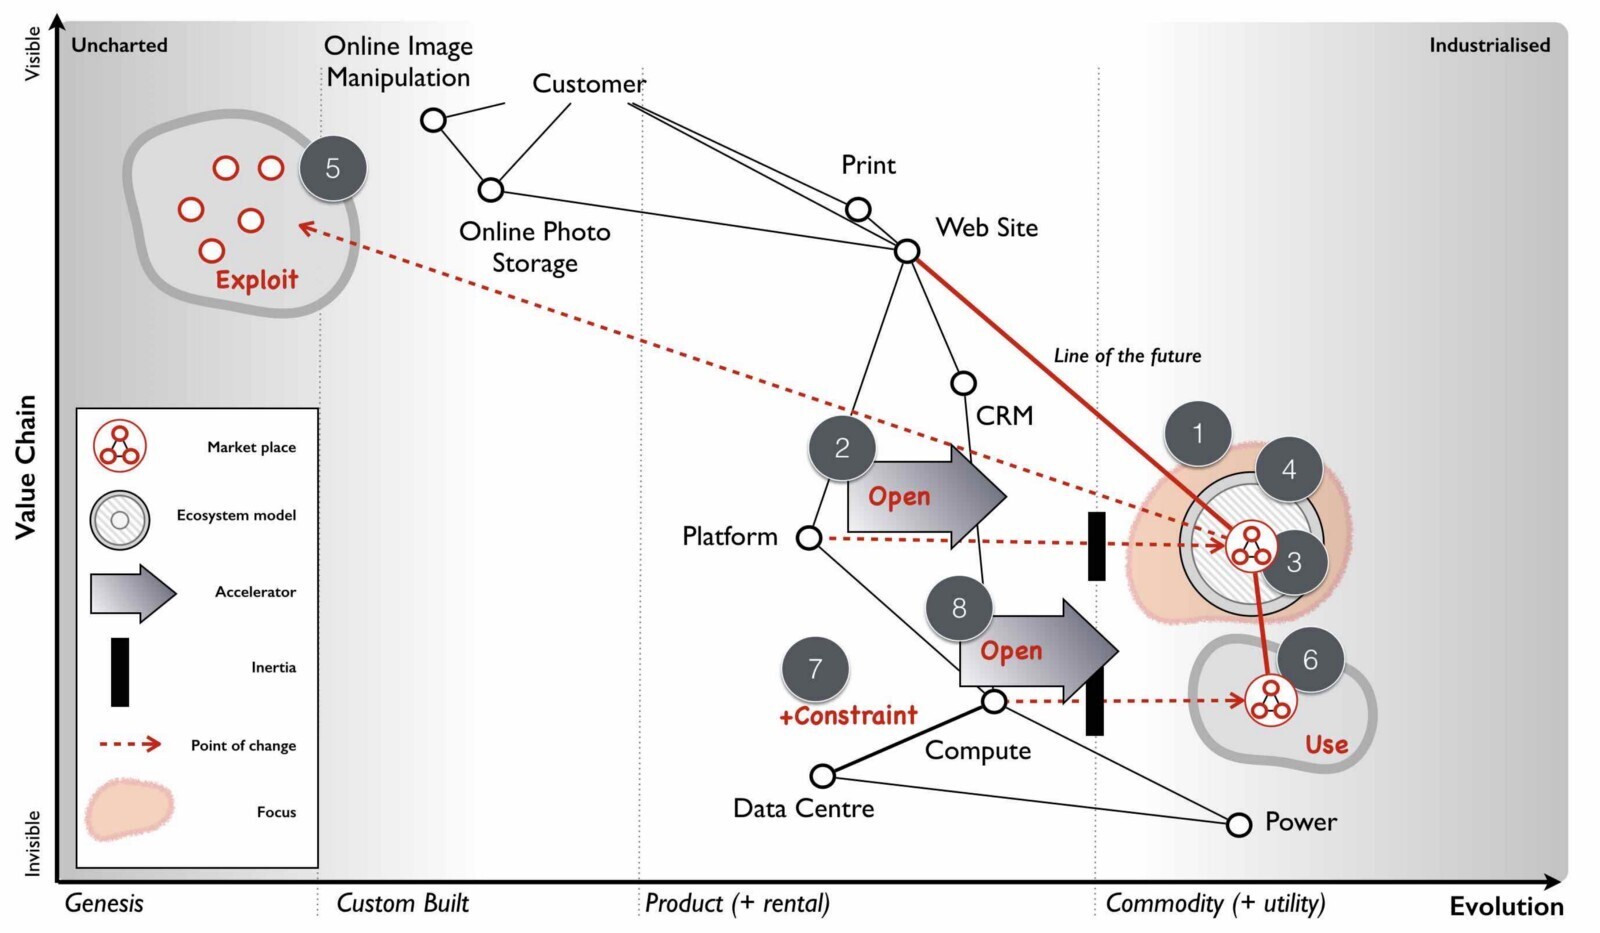 Visible
Uncharted
Online Image
Manipulation
Customer
Industrialised
5
Print
Web Site
Online Photo
Storage
Exploit
Line of the future
Value Chain
CRM
1
2
4
Open
Market place
Ecosystem model
Platform
3
Accelerator
8
Open
6
Inertia
7
+Constraint
Point of change
Compute
Use
Focus
Data Centre
Power
Invisible
Genesis
Custom Built
Product (+ rental)
Commodity (+ utility)
Evolution